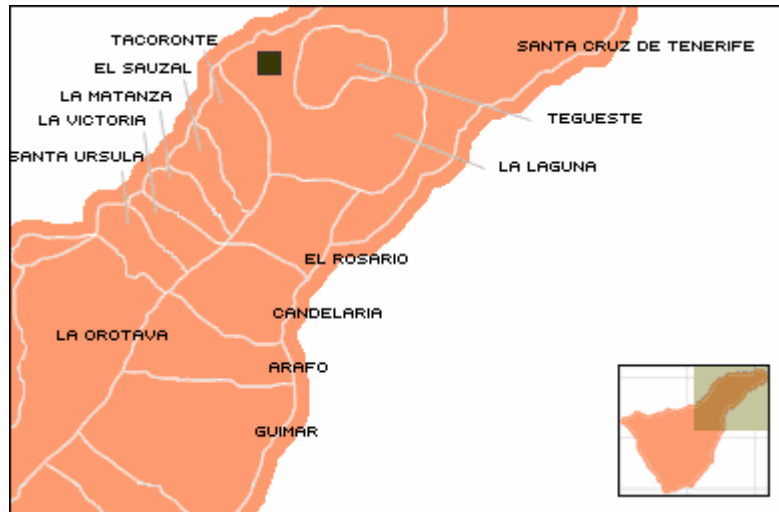 TACORONTE
SANTA CRUZ DE TENERIFE
EL SAUZAL
LA MATANZA
LA VICTORIA
TEGUESTE
SANTA URSULA
LA LAGUNA
EL ROSARIO
CANDELARIA
LA OROTAVA
ARAFO
GUIMAR